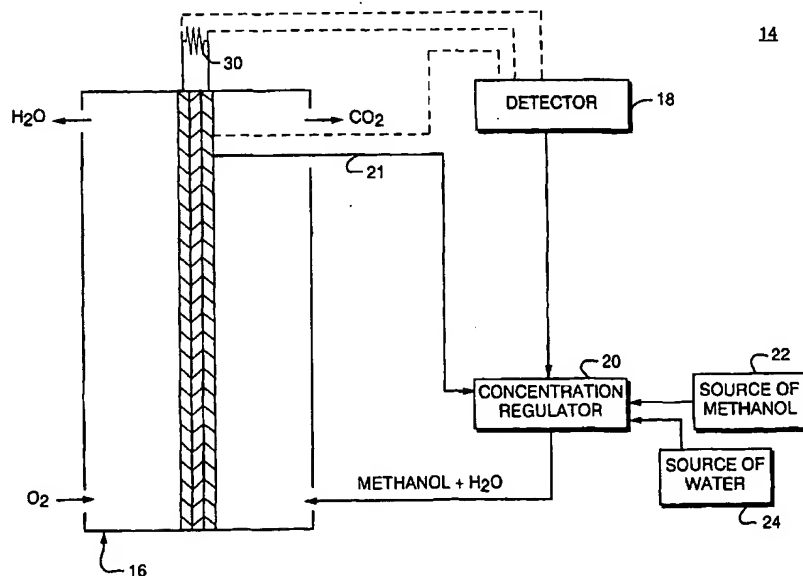 14
30
H₂O
CO₂
DETECTOR
18
21
20
CONCENTRATION
REGULATOR
22
SOURCE OF
METHANOL
SOURCE OF
WATER
24
METHANOL + H₂O
O₂
16